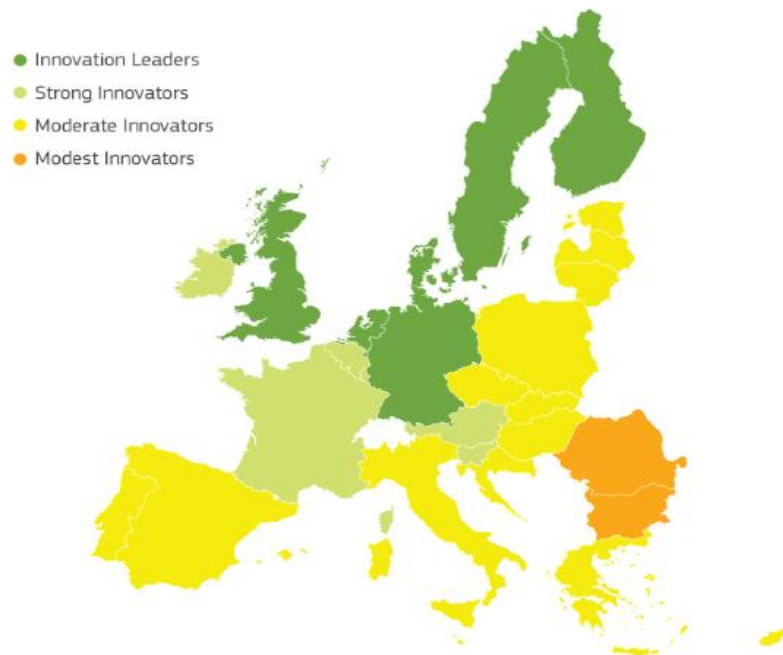 Innovation Leaders
Strong Innovators
Moderate Innovators
Modest Innovators